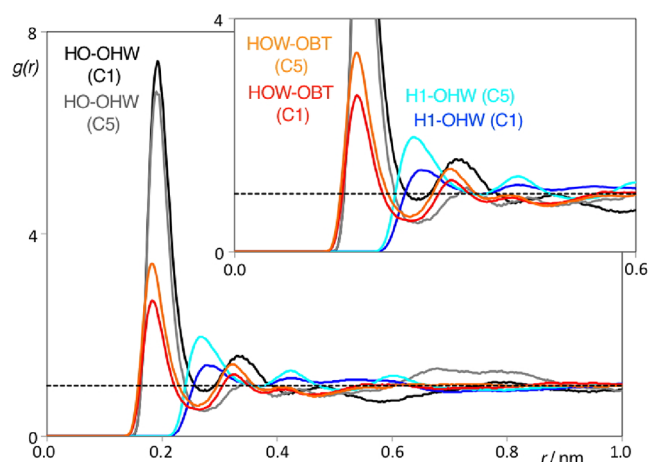 8
g(r)
HO-OHW
(C1)
HO-OHW
(C5)
4
0
0.0
0.2
0.4
0.6
0.8
1.0
r/ nm
4
HOW-OBT
(C5)
HOW-OBT
(C1)
H1-OHW (C5)
H1-OHW (C1)
0
0.0
0.6